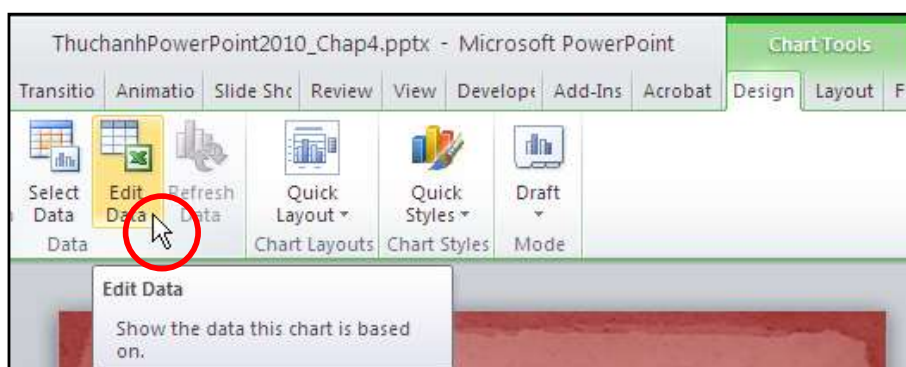 ThuchanhPowerPoint2010_Chap4.pptx - Microsoft PowerPoint
Chart Tools
Transitio Animatio Slide Shc Review View Develope Add-Ins Acrobat Design Layout F
Select Data
Edit Data
Refresh Data
Quick Layout
Quick Styles
Draft
Data
Chart Layouts
Chart Styles
Mode
Edit Data
Show the data this chart is based
on.